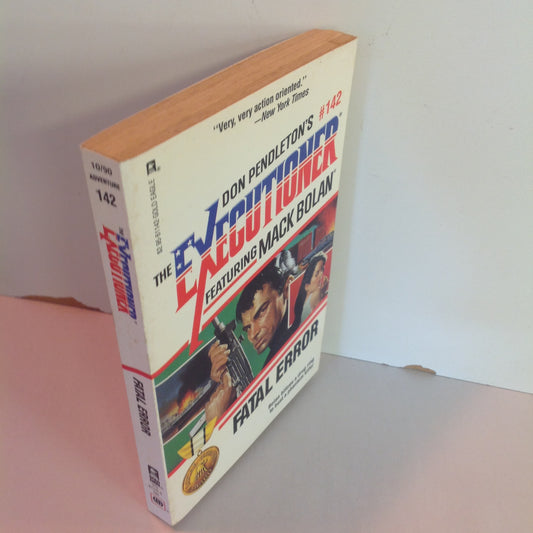 "Very, very action oriented."
—New York Times
DON PENDLETON'S #142
THE EXECUTIONER
FEATURING MACK BOLAN
FATAL ERROR
10/90
ADVENTURE
142
THE EXECUTIONER
FATAL ERROR